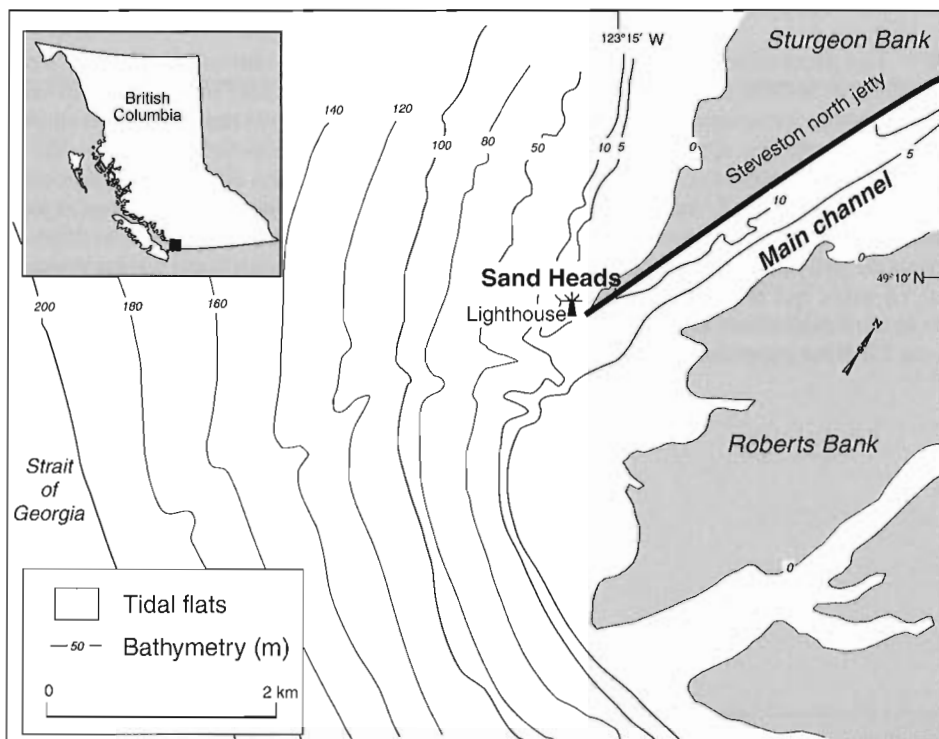 123°15' W
Sturgeon Bank
British
Columbia
140
120
100
80
50
10
5
0
Steveston north jetty
5
10
Main channel
0
49°10' N
Sand Heads
Lighthouse
N
200
180
160
Roberts Bank
Strait
of
Georgia
0
Tidal flats
50
Bathymetry (m)
0
2 km